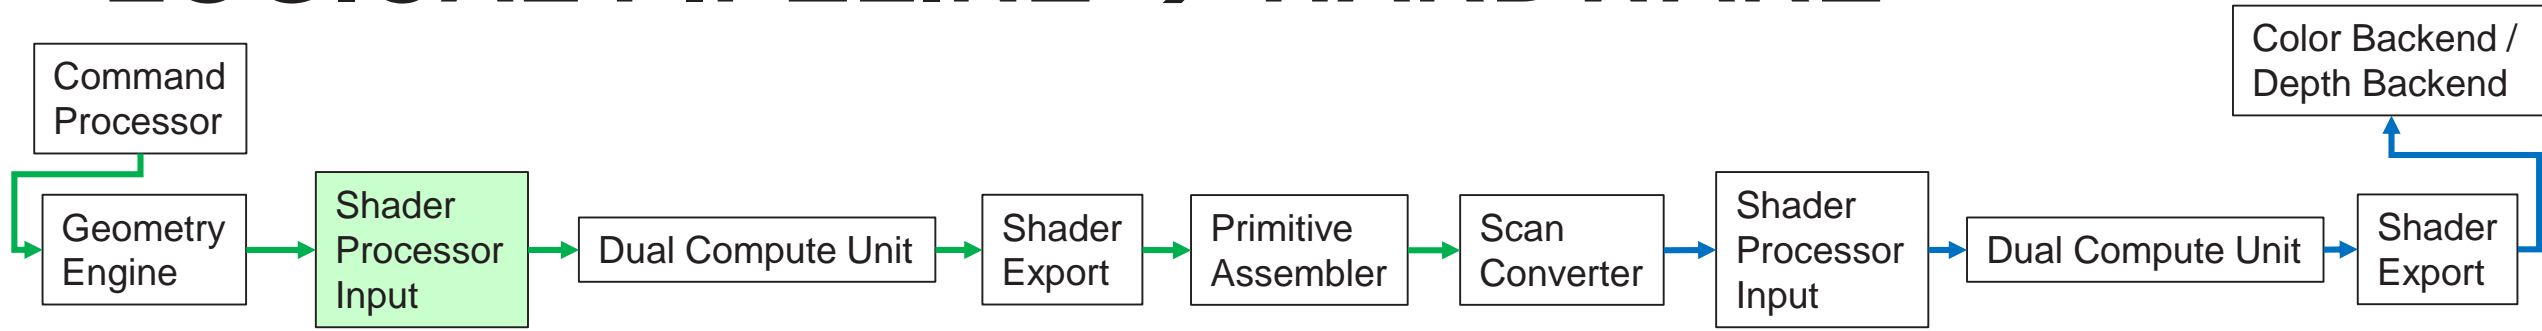 Command
Processor
Geometry
Engine
Shader
Processor
Input
Dual Compute Unit
Shader
Export
Primitive
Assembler
Scan
Converter
Shader
Processor
Input
Dual Compute Unit
Shader
Export
Color Backend /
Depth Backend